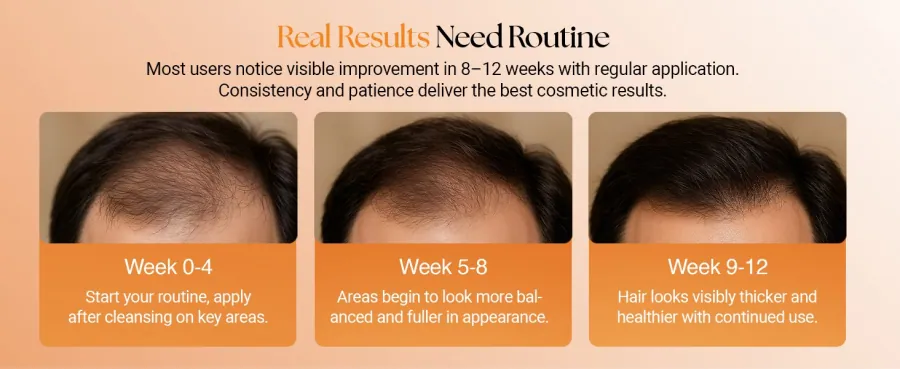 Real Results Need Routine
Most users notice visible improvement in 8–12 weeks with regular application.
Consistency and patience deliver the best cosmetic results.
Week 0-4
Start your routine, apply
after cleansing on key areas.
Week 5-8
Areas begin to look more bal-
anced and fuller in appearance.
Week 9-12
Hair looks visibly thicker and
healthier with continued use.